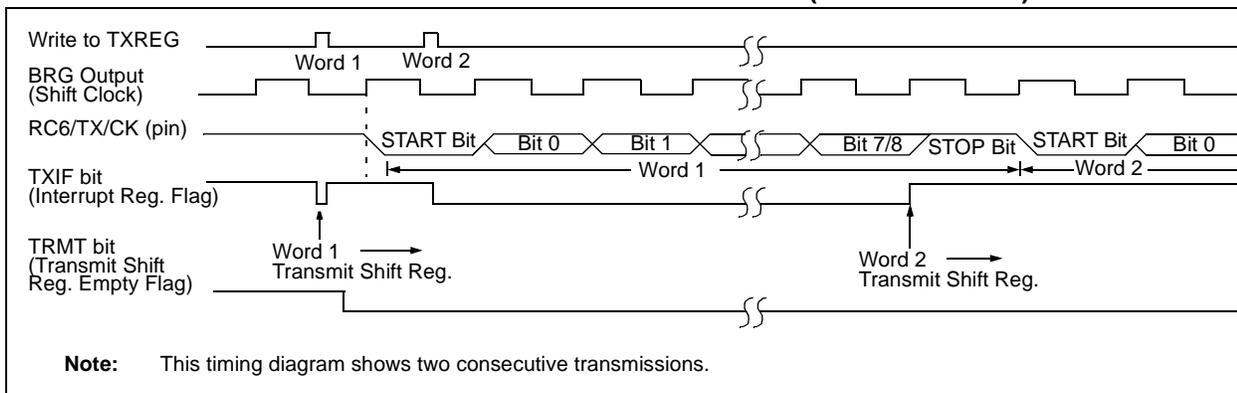 Write to TXREG
Word 1
Word 2
BRG Output
(Shift Clock)
RC6/TX/CK (pin)
START Bit
Bit 0
Bit 1
Bit 7/8
STOP Bit
START Bit
Bit 0
Word 1
Word 2
TXIF bit
(Interrupt Reg. Flag)
Word 1
Transmit Shift Reg.
Word 2
Transmit Shift Reg.
TRMT bit
(Transmit Shift
Reg. Empty Flag)
Note: This timing diagram shows two consecutive transmissions.